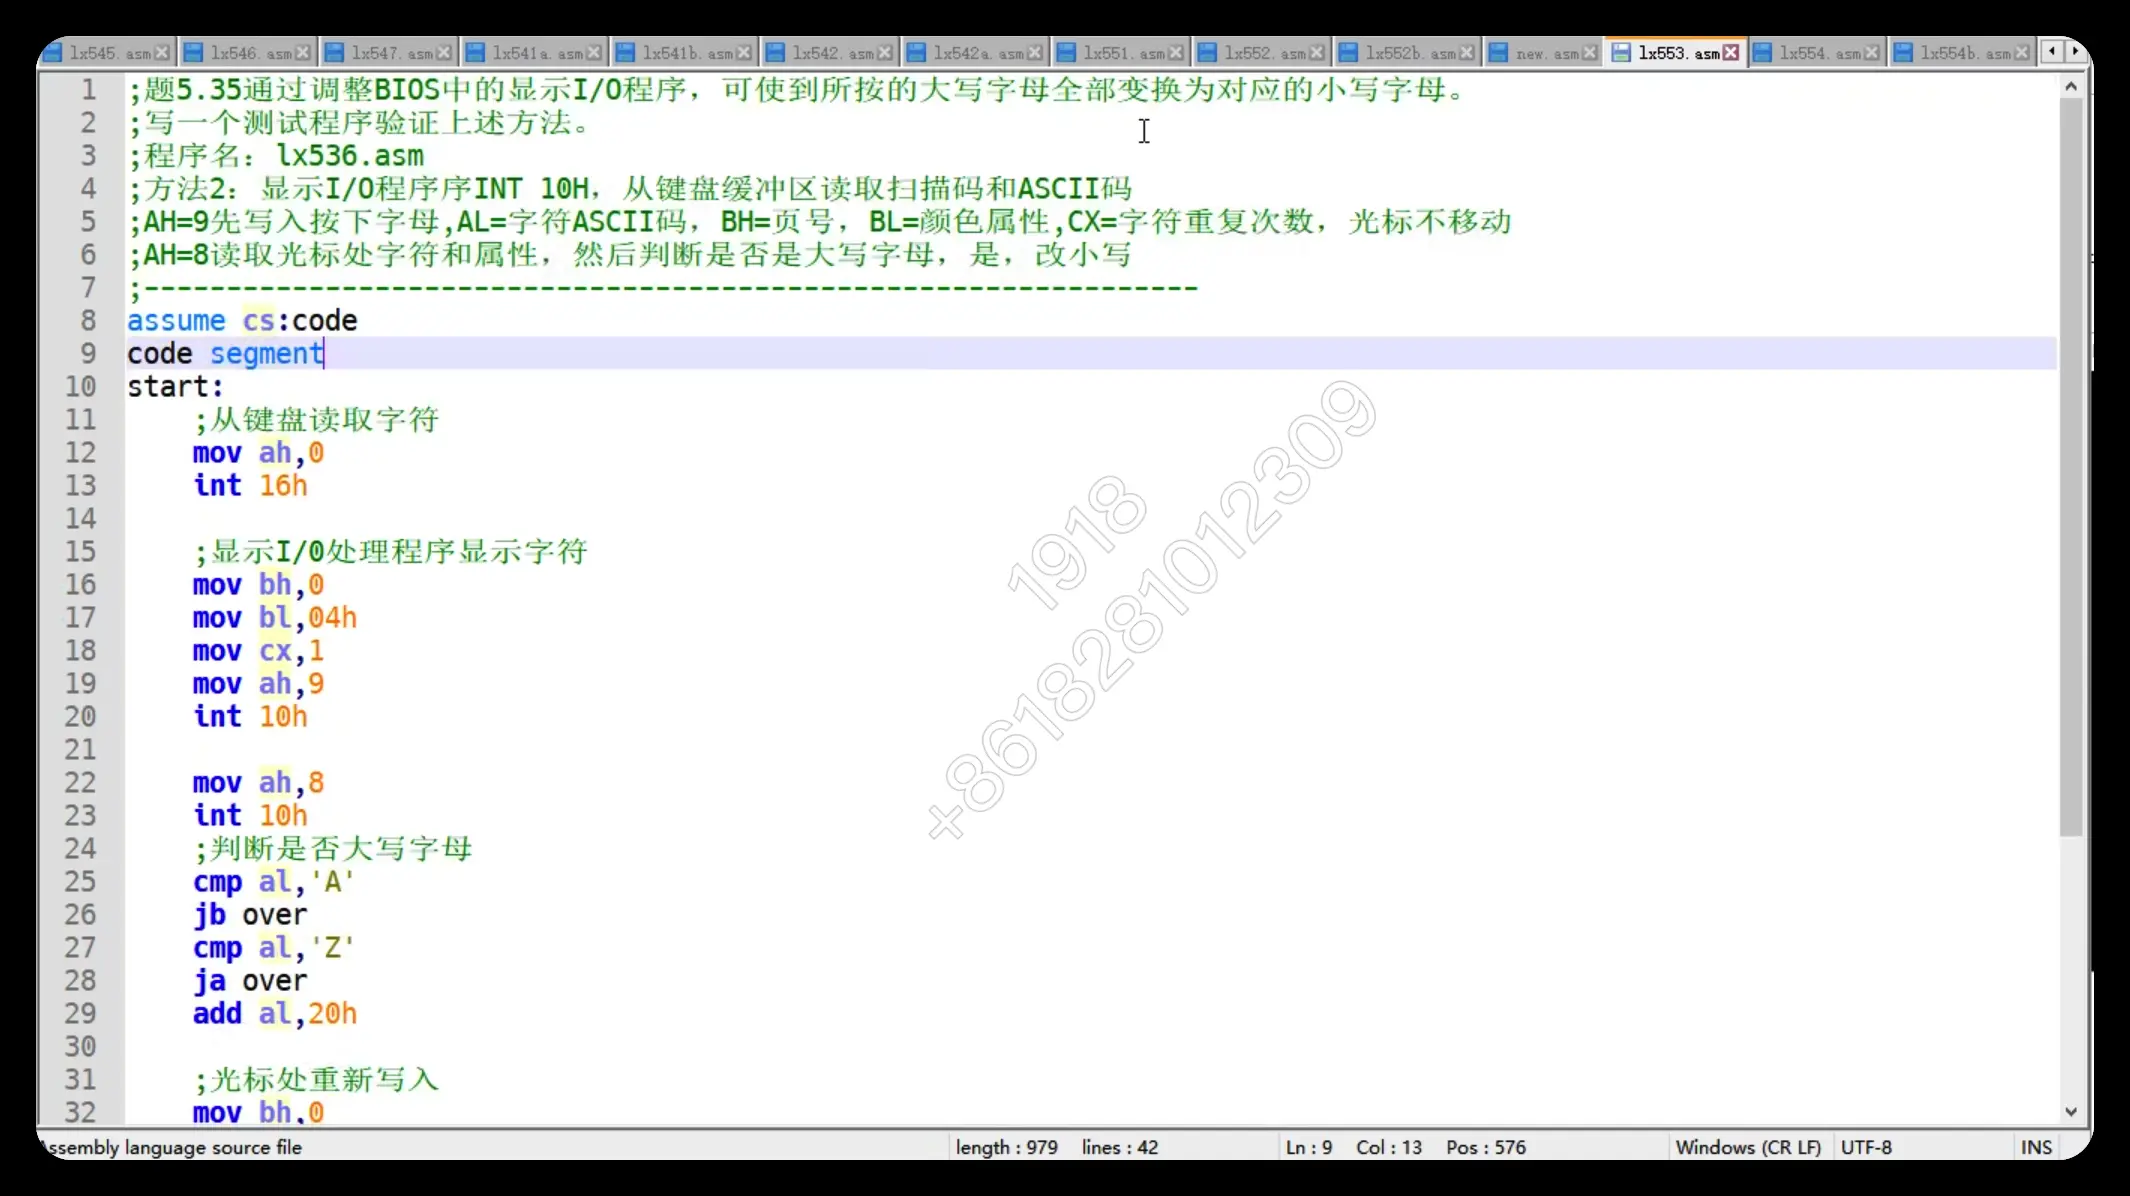 lx545. asm lx546. asm lx547. asm lx541a. asm lx541b. asm lx542. asm lx542a. asm lx551. asm lx552. asm lx552b. asm new. asm lx553. asm lx554. asm lx554b. asm
1 ;题5.35通过调整BIOS中的显示I/O程序，可使到所按的大写字母全部变换为对应的小写字母。
2 ;写一个测试程序验证上述方法。
3 ;程序名：lx536.asm
4 ;方法2：显示I/O程序序INT 10H，从键盘缓冲区读取扫描码和ASCII码
5 ;AH=9先写入按下字母,AL=字符ASCII码，BH=页号，BL=颜色属性,CX=字符重复次数，光标不移动
6 ;AH=8读取光标处字符和属性，然后判断是否是大写字母，是，改小写
7 ;----------------------------------------------------------------
8 assume cs:code
9 code segment
10 start:
11 ;从键盘读取字符
12 mov ah,0
13 int 16h
14
15 ;显示I/0处理程序显示字符
16 mov bh,0
17 mov bl,04h
18 mov cx,1
19 mov ah,9
20 int 10h
21
22 mov ah,8
23 int 10h
24 ;判断是否大写字母
25 cmp al,'A'
26 jb over
27 cmp al,'Z'
28 ja over
29 add al,20h
30
31 ;光标处重新写入
32 mov bh,0
1918
+8618281012309
Assembly language source file length : 979 lines : 42 Ln : 9 Col : 13 Pos : 576 Windows (CR LF) UTF-8 INS